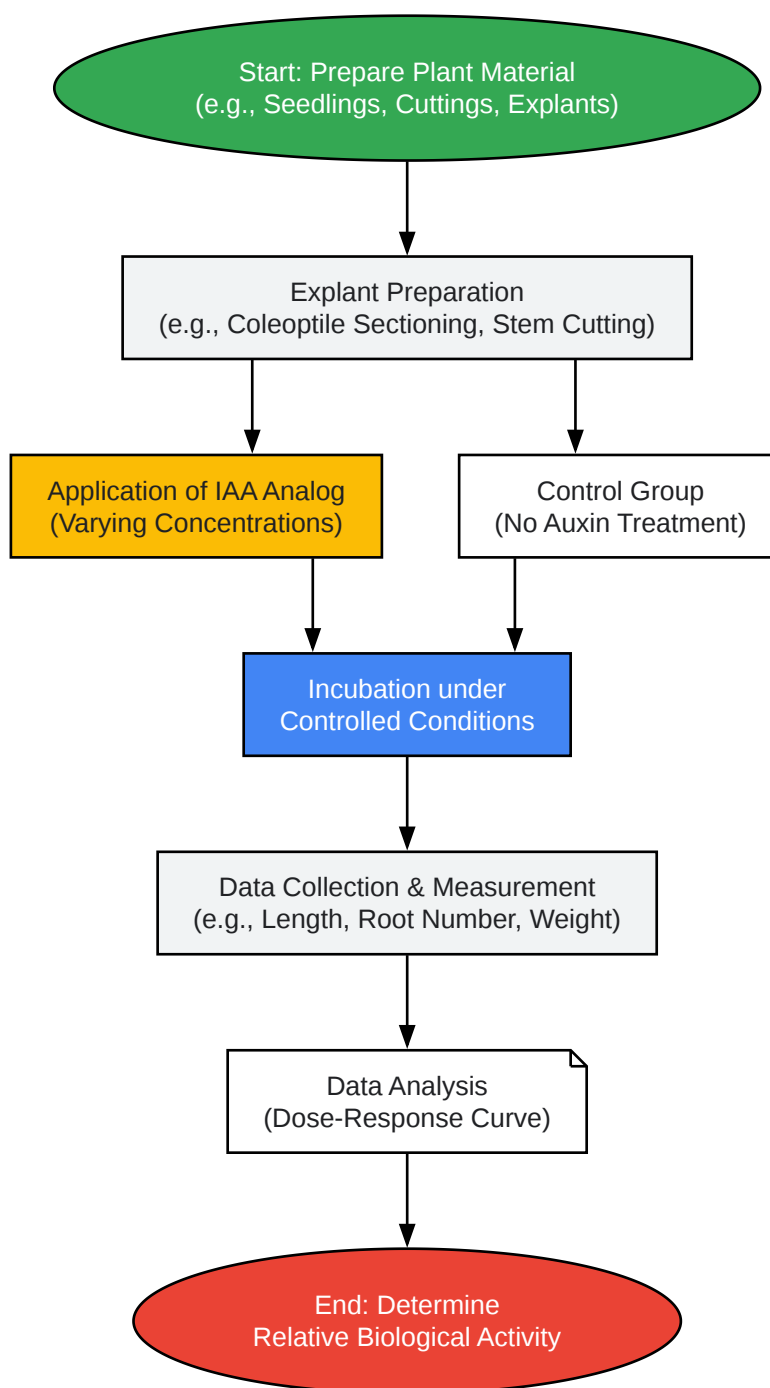 Start: Prepare Plant Material
(e.g., Seedlings, Cuttings, Explants)
Explant Preparation
(e.g., Coleoptile Sectioning, Stem Cutting)
Application of IAA Analog
(Varying Concentrations)
Control Group
(No Auxin Treatment)
Incubation under
Controlled Conditions
Data Collection & Measurement
(e.g., Length, Root Number, Weight)
Data Analysis
(Dose-Response Curve)
End: Determine
Relative Biological Activity